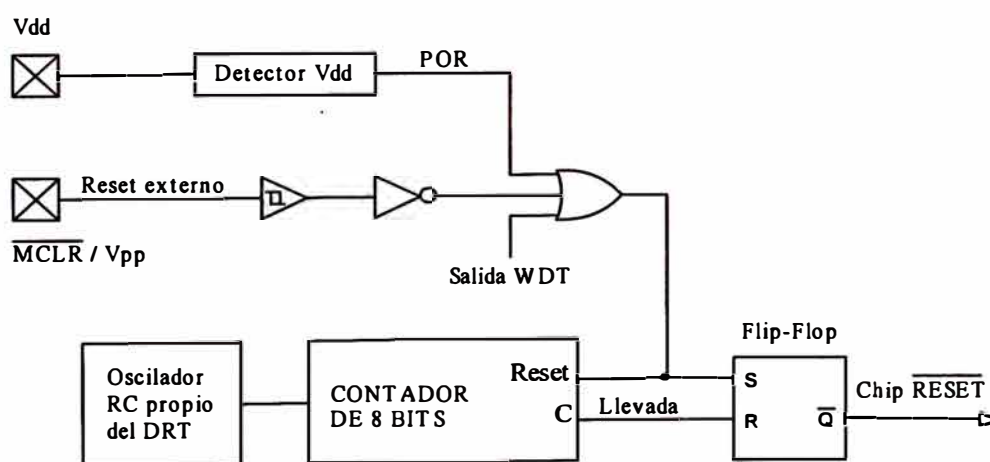 Vdd
Detector Vdd
POR
Reset externo
MCLR / Vpp
Salida WDT
Flip-Flop
Oscilador
RC propio
del DRT
CONTADOR
DE 8 BITS
Reset
C
Llevada
S
R
Q
Chip RESET